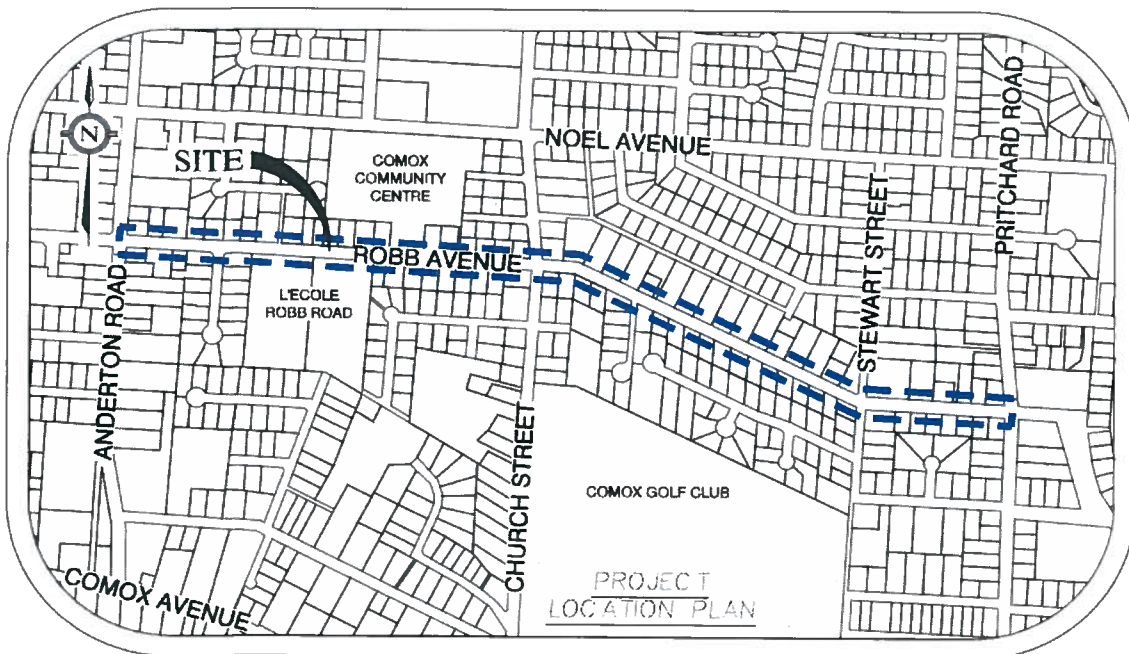 NOEL AVENUE
PRITCHARD ROAD
N
SITE
COMOX
COMMUNITY
CENTRE
STEWART STREET
ROBB AVENUE
ANDERTON ROAD
L'ECOLE
ROBB ROAD
CHURCH STREET
COMOX GOLF CLUB
COMOX AVENUE
PROJECT
LOCATION PLAN